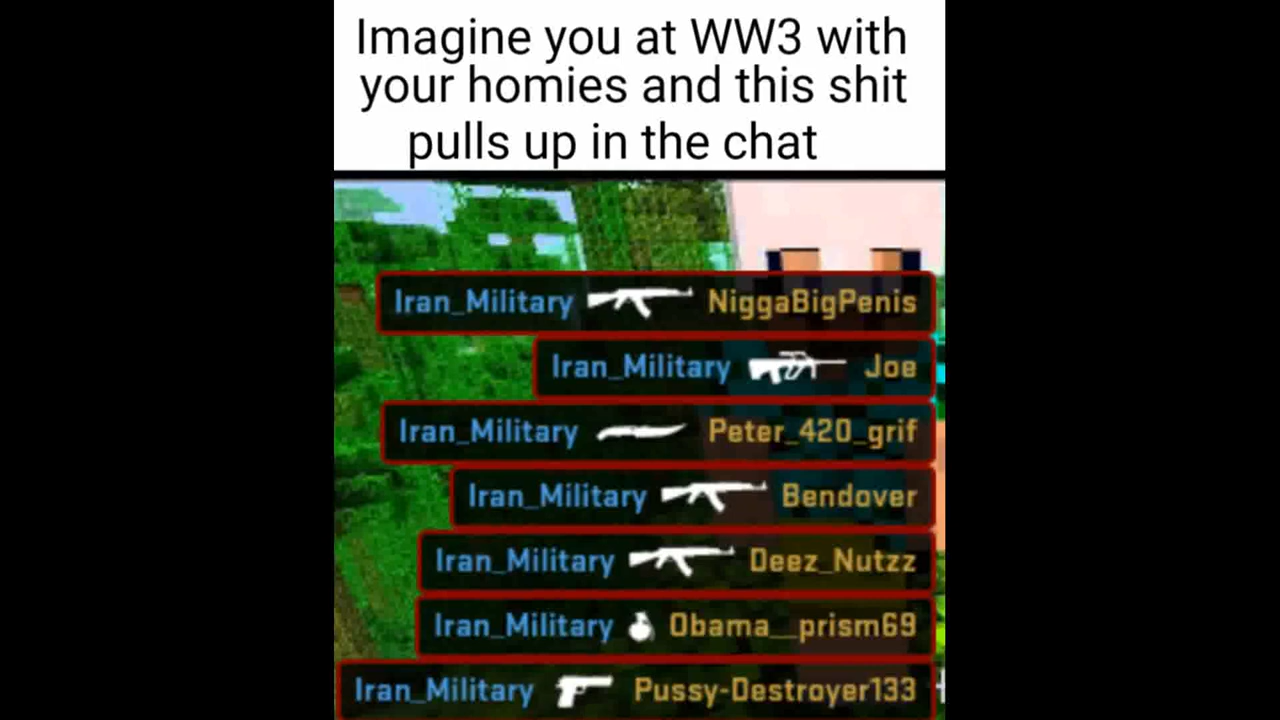 Imagine you at WW3 with
your homies and this shit
pulls up in the chat
Iran_Military NiggaBigPenis
Iran_Military Joe
Iran_Military Peter_420_grif
Iran_Military Bendover
Iran_Military Deez_Nutzz
Iran_Military Obama__prism69
Iran_Military Pussy-Destroyer133